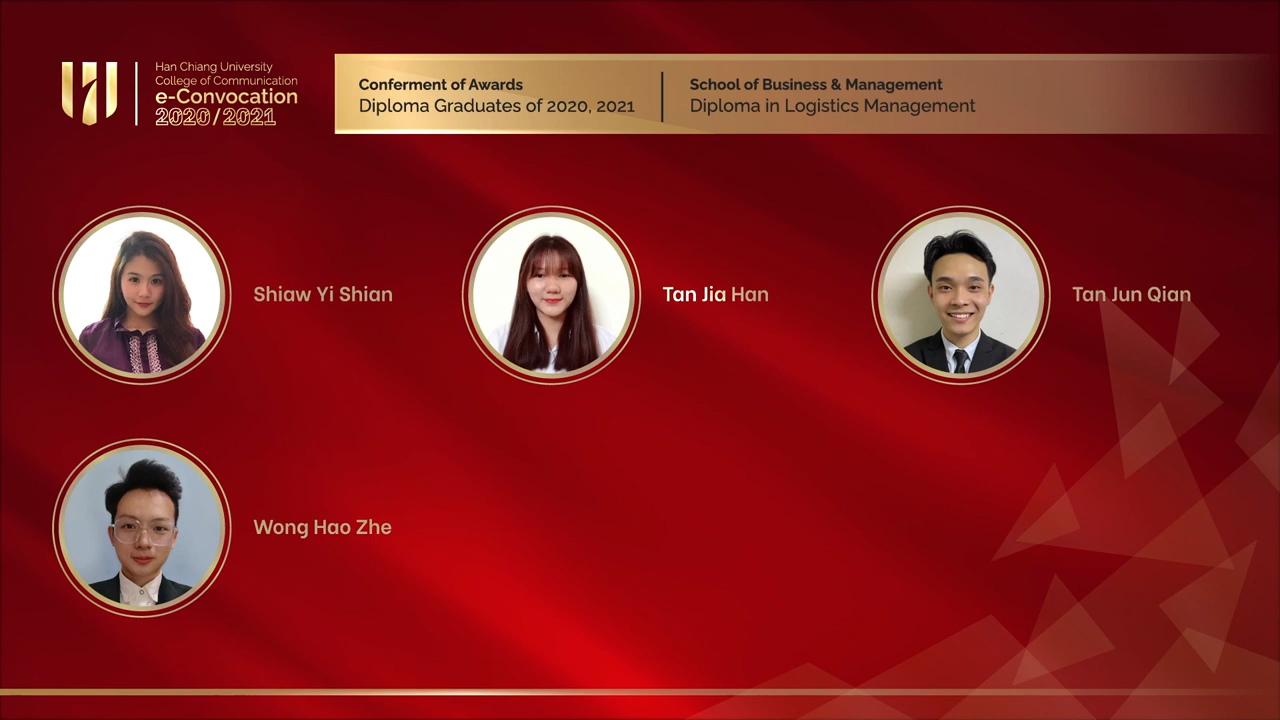 Han Chiang University
College of Communication
e-Convocation
2020/2021
Conferment of Awards
Diploma Graduates of 2020, 2021
School of Business & Management
Diploma in Logistics Management
Shiaw Yi Shian
Tan Jia Han
Tan Jun Qian
Wong Hao Zhe